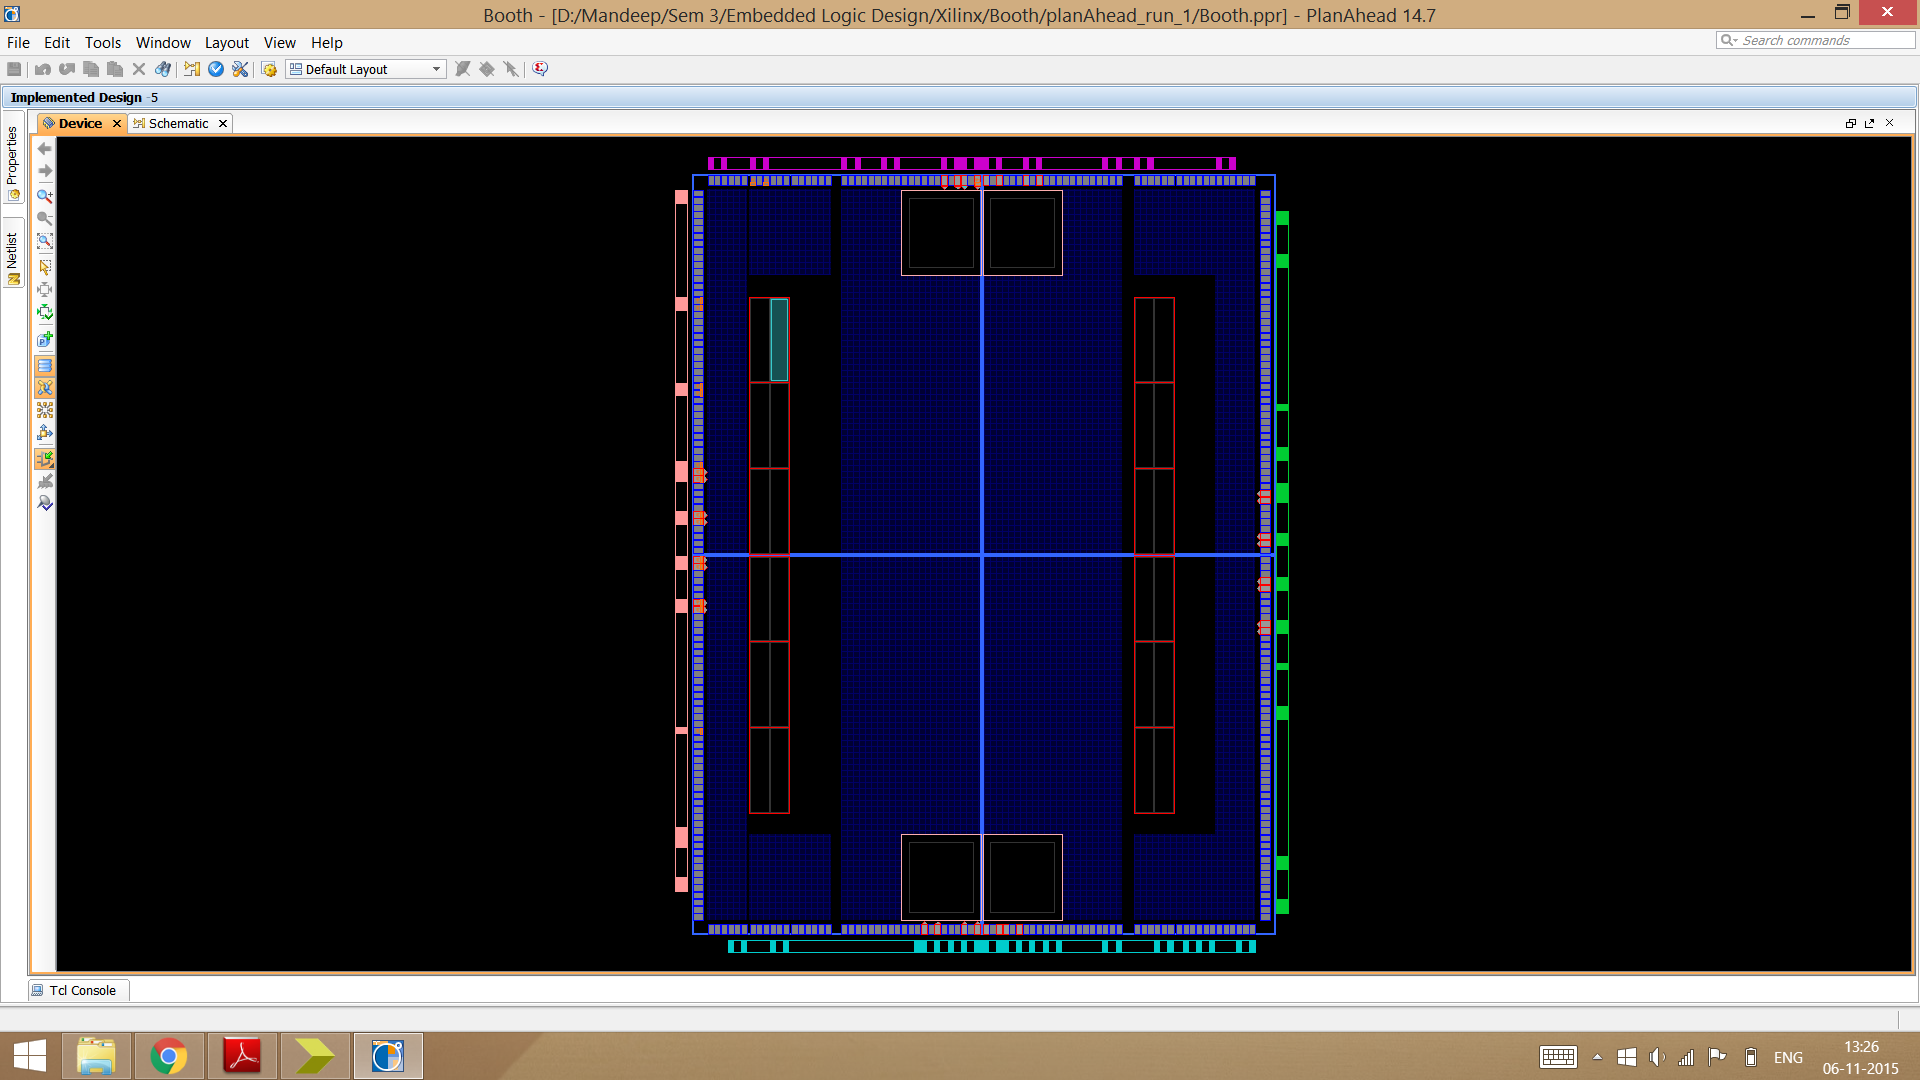 Booth - [D:/Mandeep/Sem 3/Embedded Logic Design/Xilinx/Booth/planAhead_run_1/Booth.ppr] - PlanAhead 14.7
File Edit Tools Window Layout View Help
Search commands
Default Layout
Implemented Design -5
Properties
Netlist
Device
Schematic
Tcl Console
ENG
13:26
06-11-2015